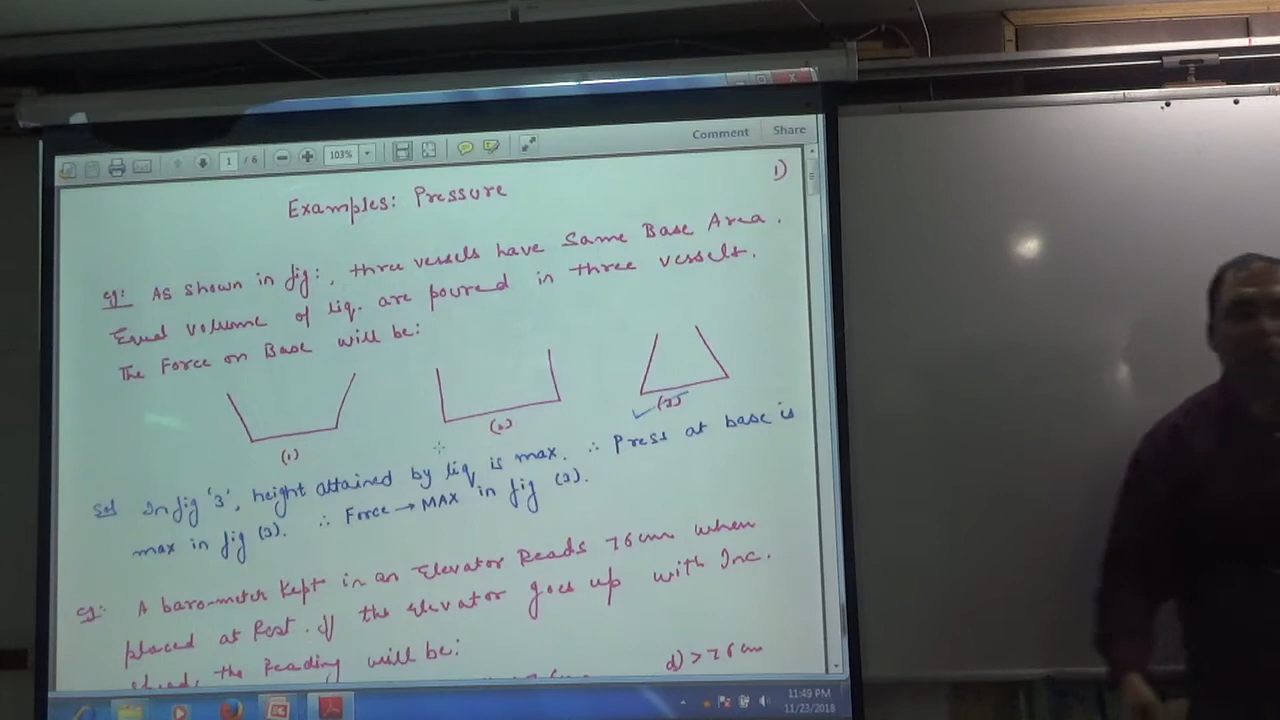 Comment Share
1 / 6 103%
1)
Examples: Pressure
eg: As shown in fig:, three vessels have Same Base Area.
Equal volume of liq. are poured in three vessels.
The Force on Base will be:
(1) (2) (3)
Sol In fig '3', height attained by liq is max. ∴ Press at base is
max in fig (3). ∴ Force → MAX in fig (3).
eg: A barometer kept in an Elevator Reads 76 cm when
placed at Rest. If the elevator goes up with Inc.
the Reading will be:
d) >76 cm
11:49 PM
11/23/2018